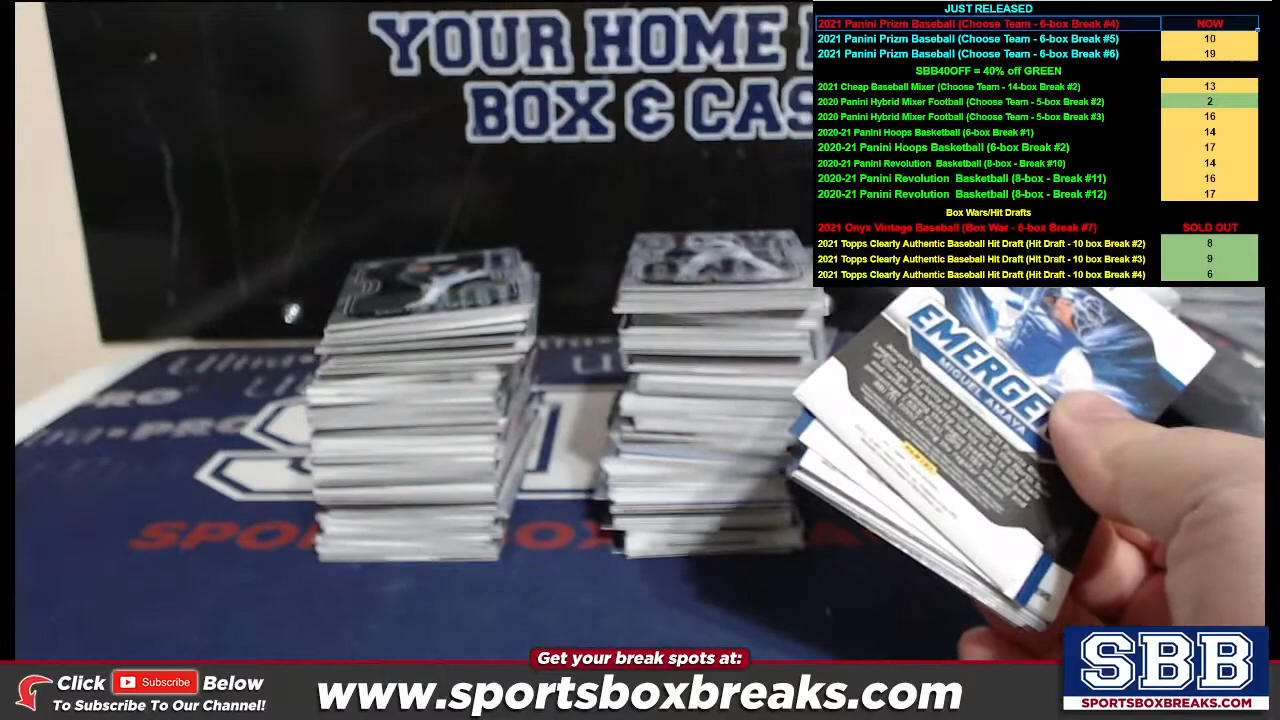 YOUR HOME
BOX & CAS
JUST RELEASED
2021 Panini Prizm Baseball (Choose Team - 6-box Break #4) NOW
2021 Panini Prizm Baseball (Choose Team - 6-box Break #5) 10
2021 Panini Prizm Baseball (Choose Team - 6-box Break #6) 19
SBB40OFF = 40% off GREEN
2021 Cheap Baseball Mixer (Choose Team - 14-box Break #2) 13
2020 Panini Hybrid Mixer Football (Choose Team - 5-box Break #2) 2
2020 Panini Hybrid Mixer Football (Choose Team - 5-box Break #3) 16
2020-21 Panini Hoops Basketball (6-box Break #1) 14
2020-21 Panini Hoops Basketball (6-box Break #2) 17
2020-21 Panini Revolution Basketball (8-box - Break #10) 14
2020-21 Panini Revolution Basketball (8-box - Break #11) 16
2020-21 Panini Revolution Basketball (8-box - Break #12) 17
Box Wars/Hit Drafts
2021 Onyx Vintage Baseball (Box War - 6-box Break #7) SOLD OUT
2021 Topps Clearly Authentic Baseball Hit Draft (Hit Draft - 10 box Break #2) 8
2021 Topps Clearly Authentic Baseball Hit Draft (Hit Draft - 10 box Break #3) 9
2021 Topps Clearly Authentic Baseball Hit Draft (Hit Draft - 10 box Break #4) 6
EMERGE
MIGUEL AMAYA
PANINI
PRO
SPO
Get your break spots at:
Click Subscribe Below
To Subscribe To Our Channel!
www.sportsboxbreaks.com
SBB
SPORTSBOXBREAKS.COM